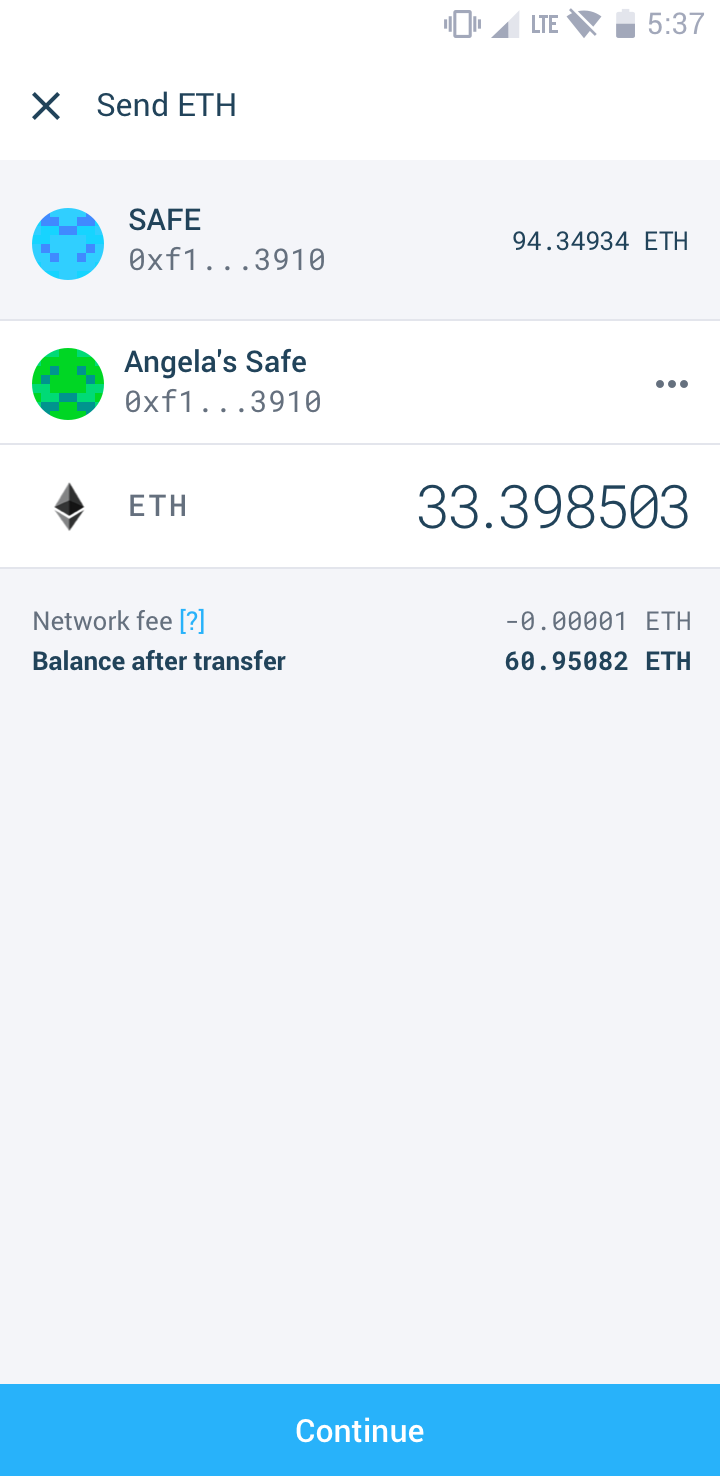 LTE 5:37
Send ETH
SAFE
0xf1...3910
94.34934 ETH
Angela's Safe
0xf1...3910
ETH 33.398503
Network fee [?] -0.00001 ETH
Balance after transfer 60.95082 ETH
Continue